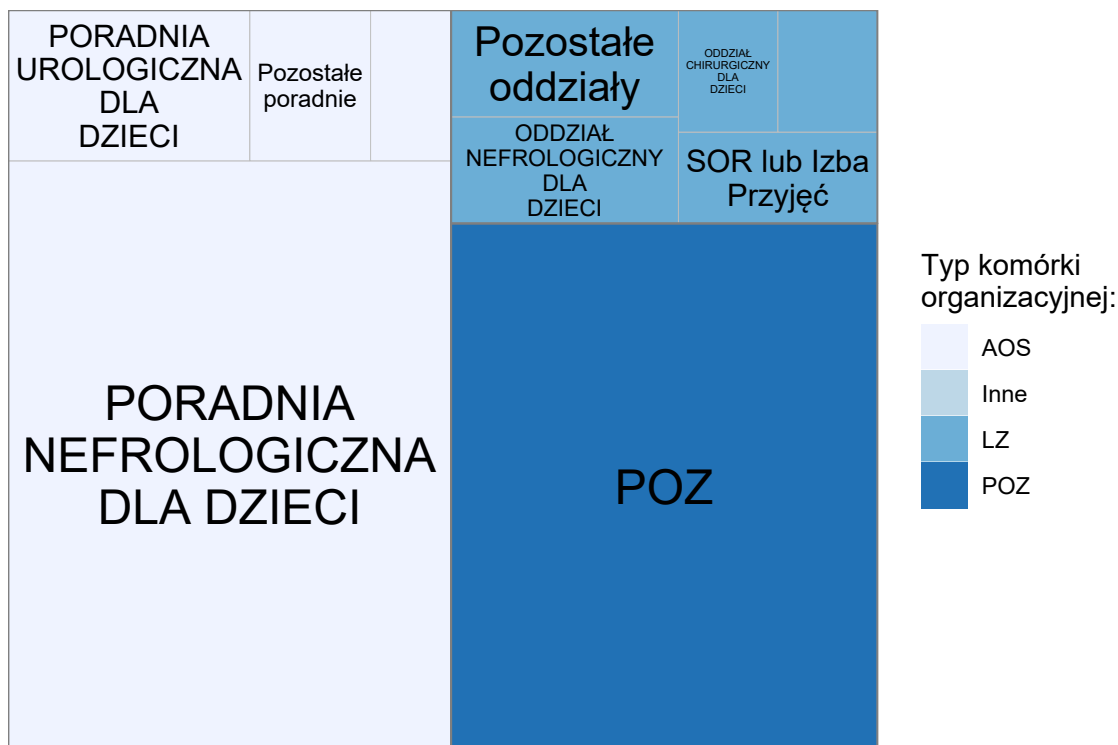 PORADNIA
UROLOGICZNA
DLA
DZIECI
Pozostałe
poradnie
PORADNIA
NEFROLOGICZNA
DLA DZIECI
Pozostałe
oddziały
ODDZIAŁ
CHIRURGICZNY
DLA
DZIECI
ODDZIAŁ
NEFROLOGICZNY
DLA
DZIECI
SOR lub Izba
Przyjęć
POZ
Typ komórki
organizacyjnej:
AOS
Inne
LZ
POZ